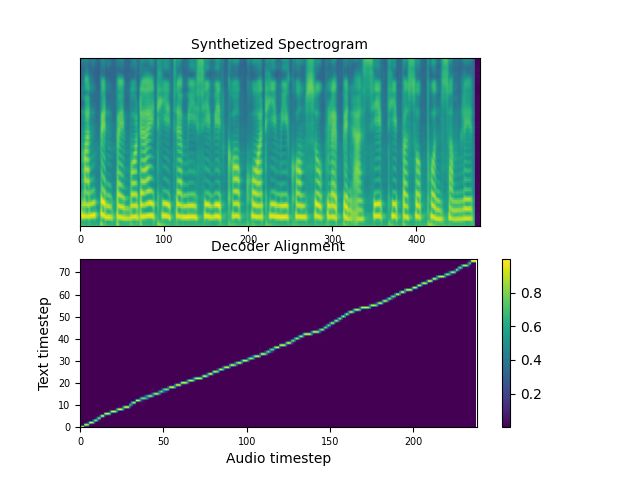 Synthetized Spectrogram
0 100 200 300 400
Decoder Alignment
Text timestep
70
60
50
40
30
20
10
0
0 50 100 150 200
Audio timestep
0.8
0.6
0.4
0.2